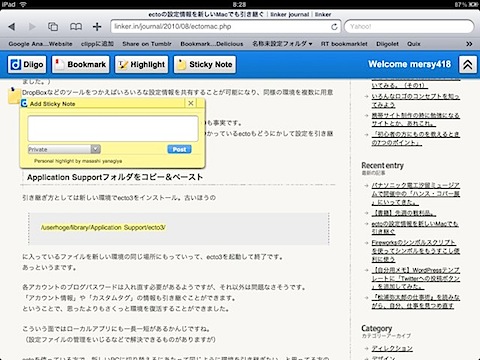 iPad
8:28
87%
ectoの設定情報を新しいMacでも引き継ぐ | linker journal | linker
linker.in/journal/2010/08/ectomac.php
Yahoo!
Google Ana…Website
clippに追加
Share on Tumblr
Bookmark…Delicious
名称未設定フォルダ▼
RT bookmarklet
Diigolet
Quote
Diigo
Bookmark
Highlight
Sticky Note
Welcome mersy418
ました。)
DropBoxなどのツールをつかえばいろいろな設定情報を共有することが可能になり、同様の環境を複数に用意
Add Sticky Note
も事実です。
かっているectoもどうにかして設定を引き継
Private
Post
Personal highlight by masashi yanagiya
Application Supportフォルダをコピー&ペースト
引き継ぎ方としては新しい環境でecto3をインストール。古いほうの
/userhoge/library/Application Support/ecto3/
に入っているファイルを新しい環境の同じ場所にもっていって、ecto3を起動して終了です。
あっというまです。
各アカウントのブログパスワードは入れ直す必要があるようですが、それ以外は問題なさそうです。
「アカウント情報」や「カスタムタグ」の情報も引き継ぐことができます。
ということで、思ったよりもさくっと環境を復活することができました。
こういう面ではローカルアプリにも一長一短があるかんじですね。
(設定ファイルの管理をいじるなどで解決できるものがありますが)
てみる。(その1)
いろんなロゴのコンセプトを知ってみよう
携帯サイト制作の時に勉強になるサイトとか、あれこれ。
「初心者の方にものを教えるときの7つのポイント」
Recent entry
最新の記事
パナソニック電工汐留ミュージアムで開催中の「ハンス・コパー展」にいってきた。
【書籍】先週の戦利品。
ectoの設定情報を新しいMacでも引き継ぐ
Fireworksのシンボルスクリプトを使ってシンボルをもうすこし便利に使う
【自分用メモ】WordPressテンプレートに「Twitterへの投稿ボタン」を追加してみた。
「松浦弥太郎の仕事術」を読みながら、自分、仕事を見つめ直す
Category
カテゴリーアーカイブ
ディレクション
デザイン